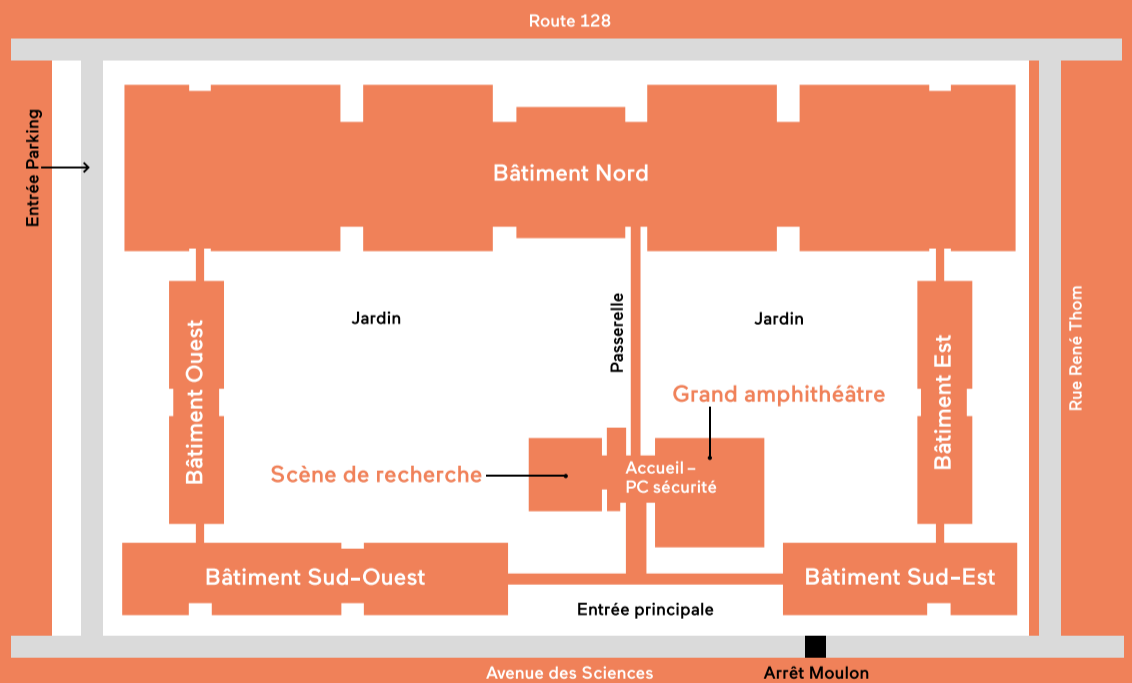 Route 128
Entrée Parking
Bâtiment Nord
Jardin
Passerelle
Jardin
Bâtiment Ouest
Bâtiment Est
Rue René Thom
Grand amphithéâtre
Scène de recherche
Accueil –
PC sécurité
Bâtiment Sud-Ouest
Bâtiment Sud-Est
Entrée principale
Avenue des Sciences
Arrêt Moulon